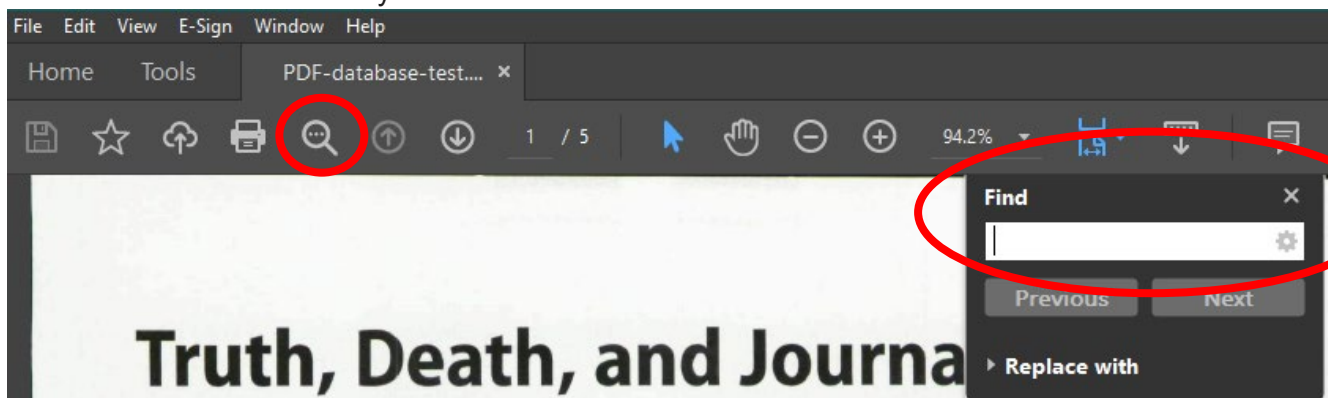 File Edit View E-Sign Window Help
Home Tools PDF-database-test.... ×
1 / 5 94.2%
Find ×
Previous Next
Truth, Death, and Journa
Replace with